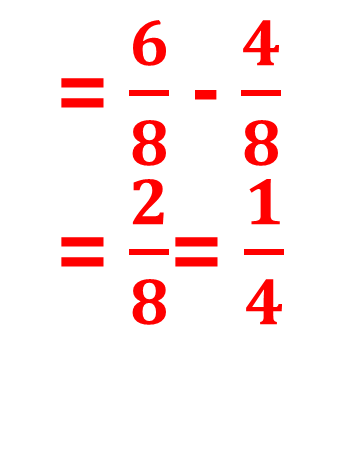 = 6/8 - 4/8
= 2/8 = 1/4